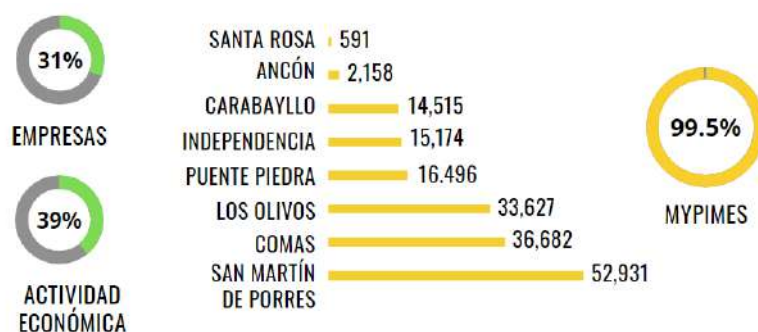 31%
EMPRESAS
39%
ACTIVIDAD
ECONÓMICA
SANTA ROSA 591
ANCÓN 2,158
CARABAYLLO 14,515
INDEPENDENCIA 15,174
PUENTE PIEDRA 16.496
LOS OLIVOS 33,627
COMAS 36,682
SAN MARTÍN 52,931
DE PORRES
99.5%
MYPIMES